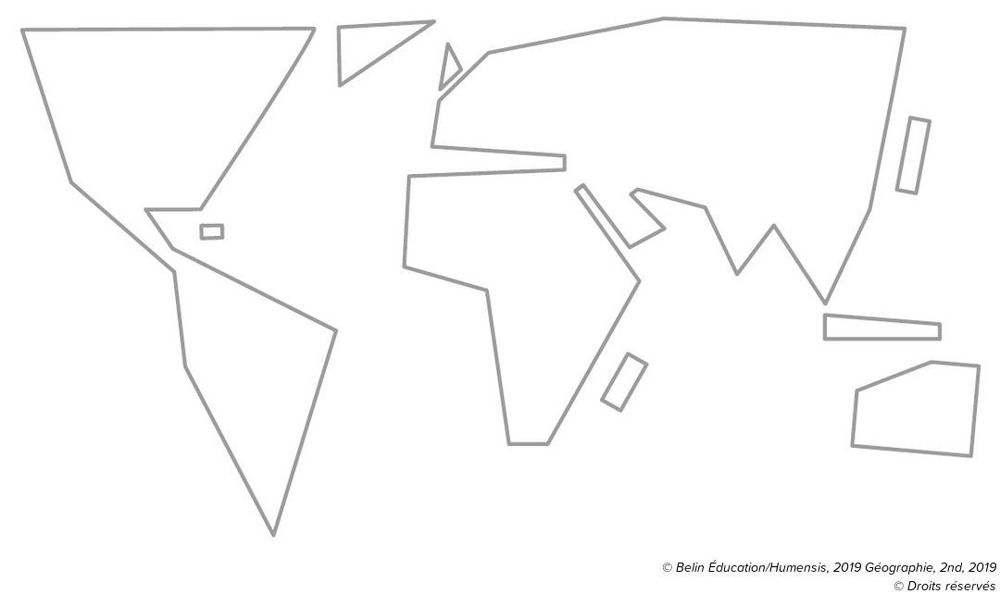 © Belin Éducation/Humensis, 2019 Géographie, 2nd, 2019
© Droits réservés